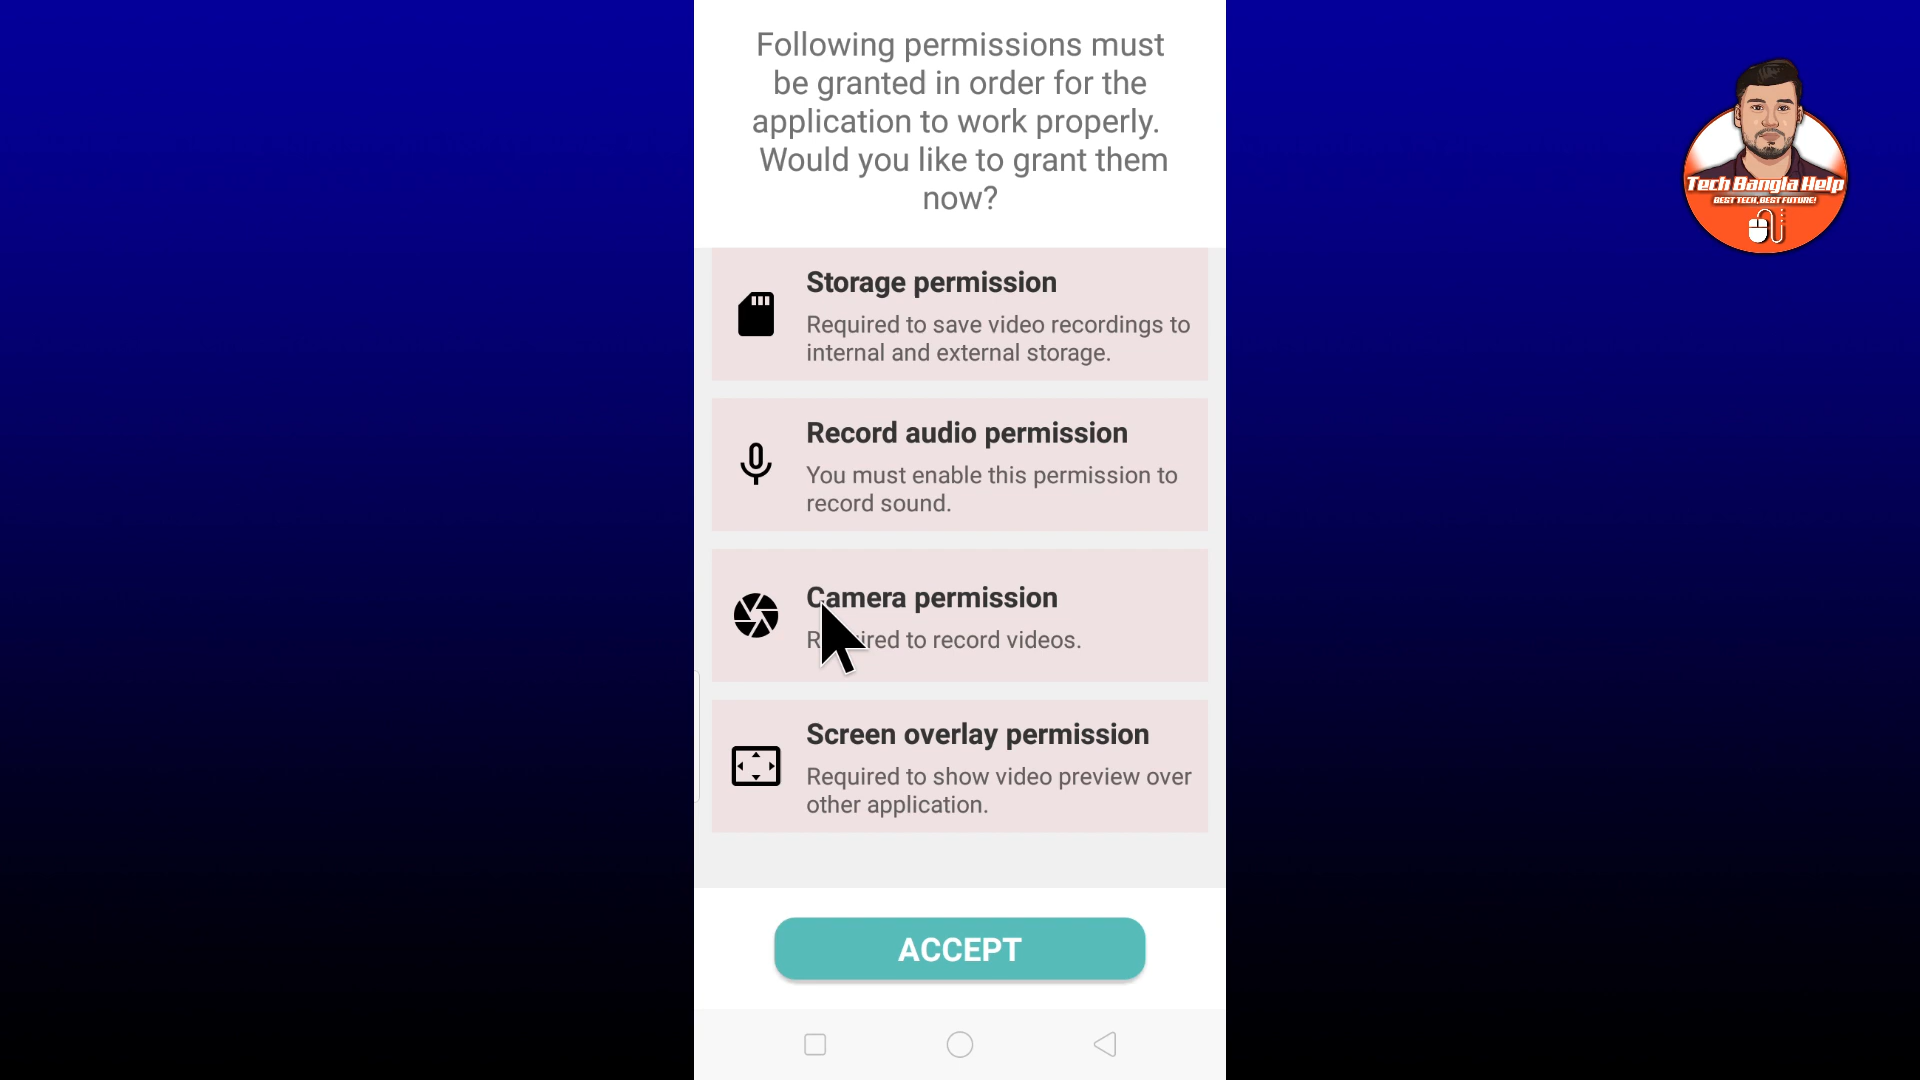 Following permissions must
be granted in order for the
application to work properly.
Would you like to grant them
now?
Storage permission
Required to save video recordings to
internal and external storage.
Record audio permission
You must enable this permission to
record sound.
Camera permission
Required to record videos.
Screen overlay permission
Required to show video preview over
other application.
ACCEPT
Tech Bangla Help
BEST TECH, BEST FUTURE!